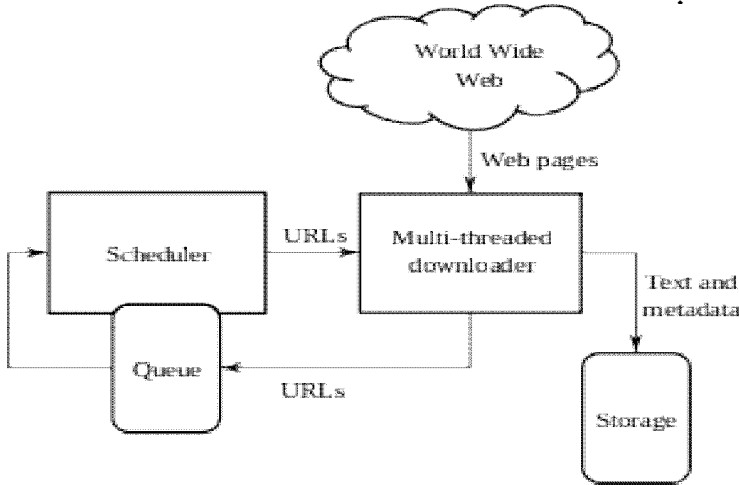 World Wide
Web
Web pages
Scheduler
URLs
Multi-threaded
downloader
Text and
metadata
Queue
URLs
Storage